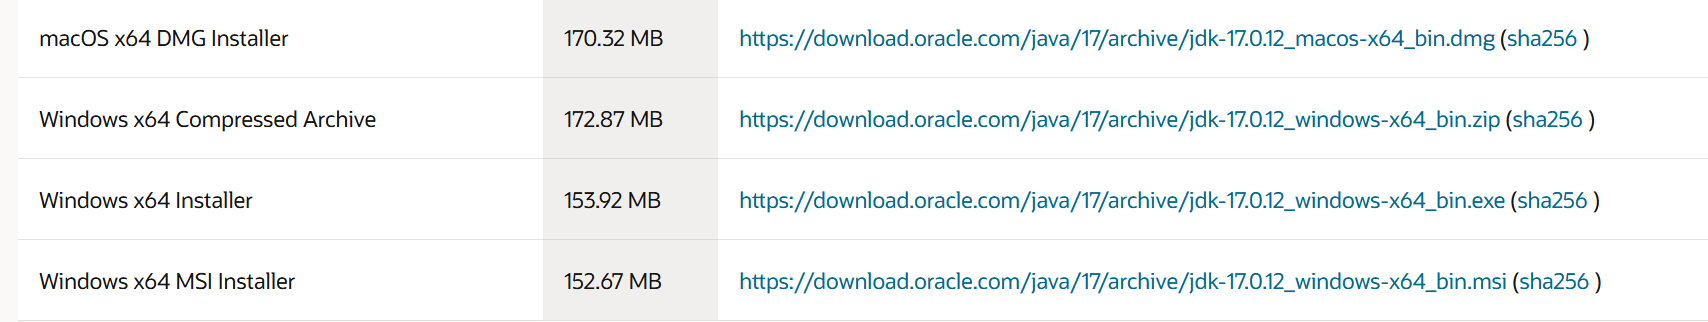 macOS x64 DMG Installer 170.32 MB https://download.oracle.com/java/17/archive/jdk-17.0.12_macos-x64_bin.dmg (sha256 )
Windows x64 Compressed Archive 172.87 MB https://download.oracle.com/java/17/archive/jdk-17.0.12_windows-x64_bin.zip (sha256 )
Windows x64 Installer 153.92 MB https://download.oracle.com/java/17/archive/jdk-17.0.12_windows-x64_bin.exe (sha256 )
Windows x64 MSI Installer 152.67 MB https://download.oracle.com/java/17/archive/jdk-17.0.12_windows-x64_bin.msi (sha256 )